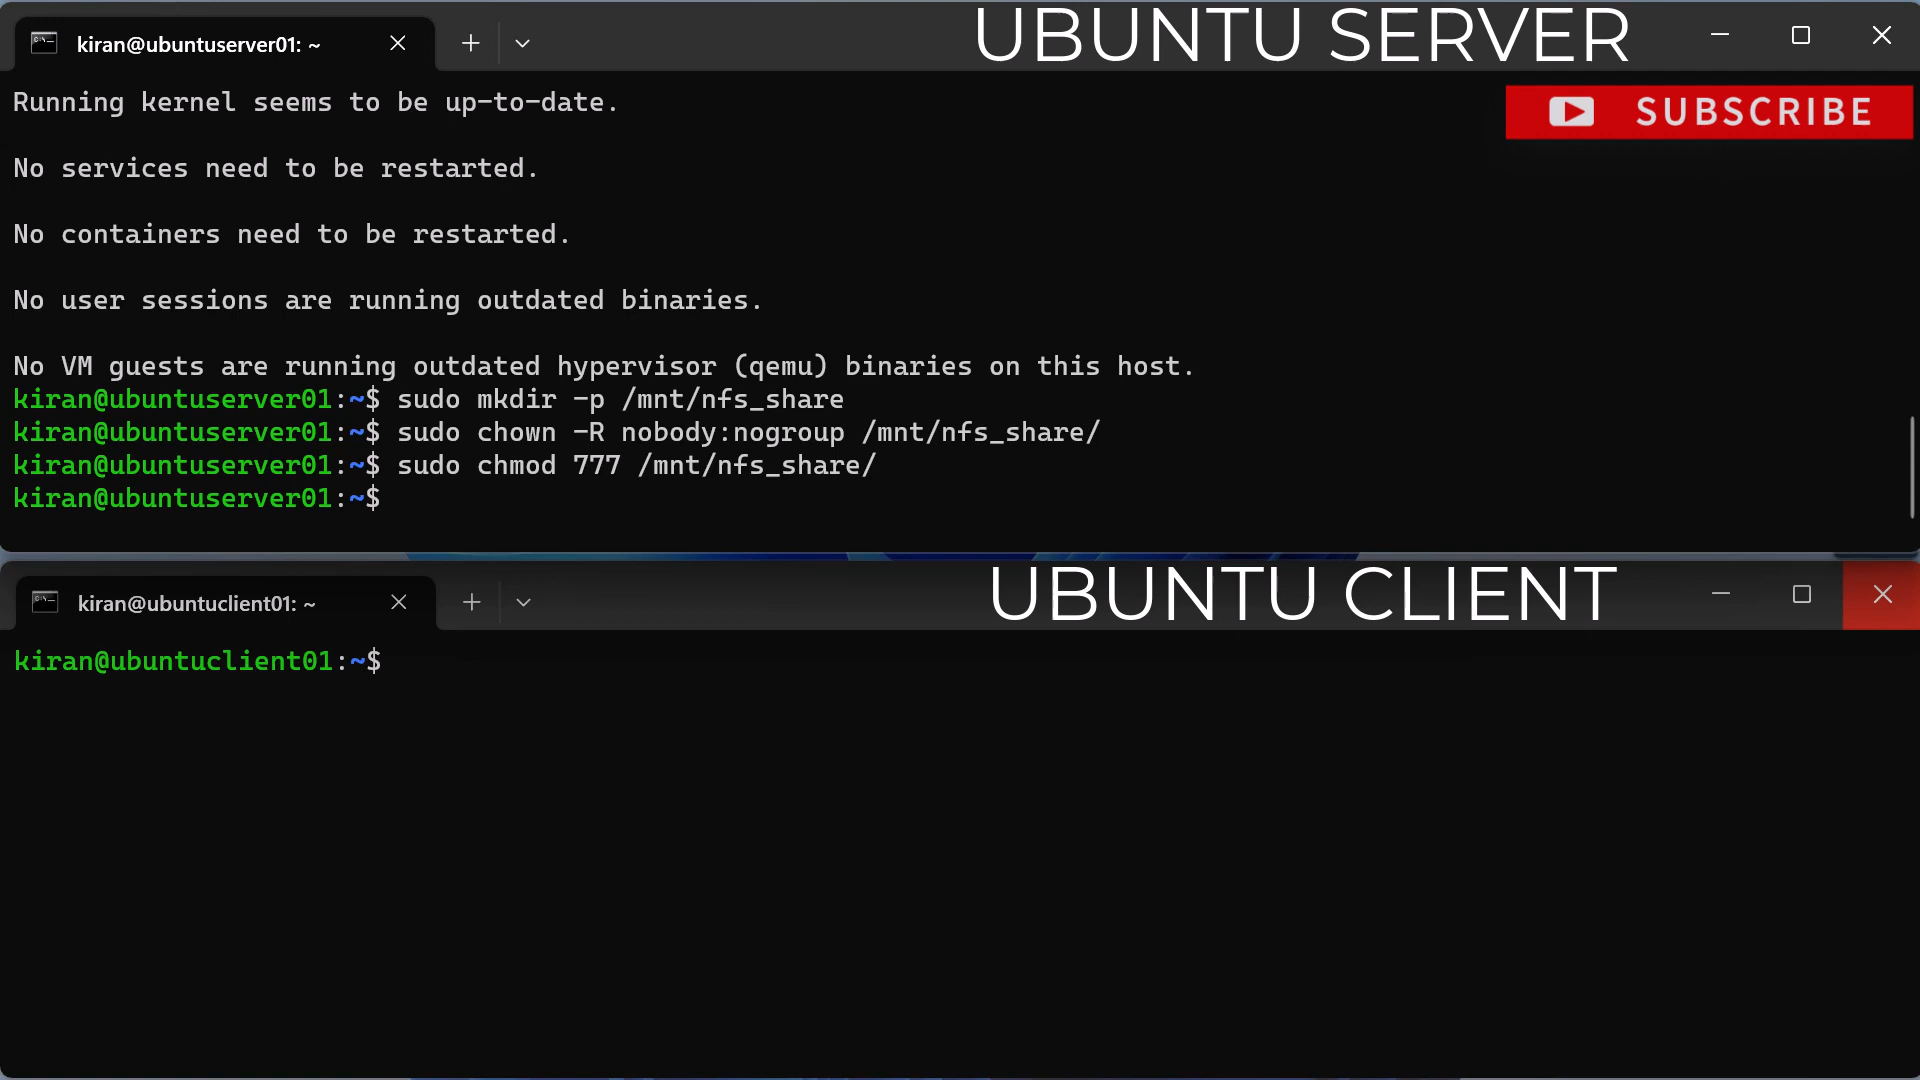 kiran@ubuntuserver01: ~
UBUNTU SERVER
SUBSCRIBE
Running kernel seems to be up-to-date.
No services need to be restarted.
No containers need to be restarted.
No user sessions are running outdated binaries.
No VM guests are running outdated hypervisor (qemu) binaries on this host.
kiran@ubuntuserver01:~$ sudo mkdir -p /mnt/nfs_share
kiran@ubuntuserver01:~$ sudo chown -R nobody:nogroup /mnt/nfs_share/
kiran@ubuntuserver01:~$ sudo chmod 777 /mnt/nfs_share/
kiran@ubuntuserver01:~$
kiran@ubuntuclient01: ~
UBUNTU CLIENT
kiran@ubuntuclient01:~$